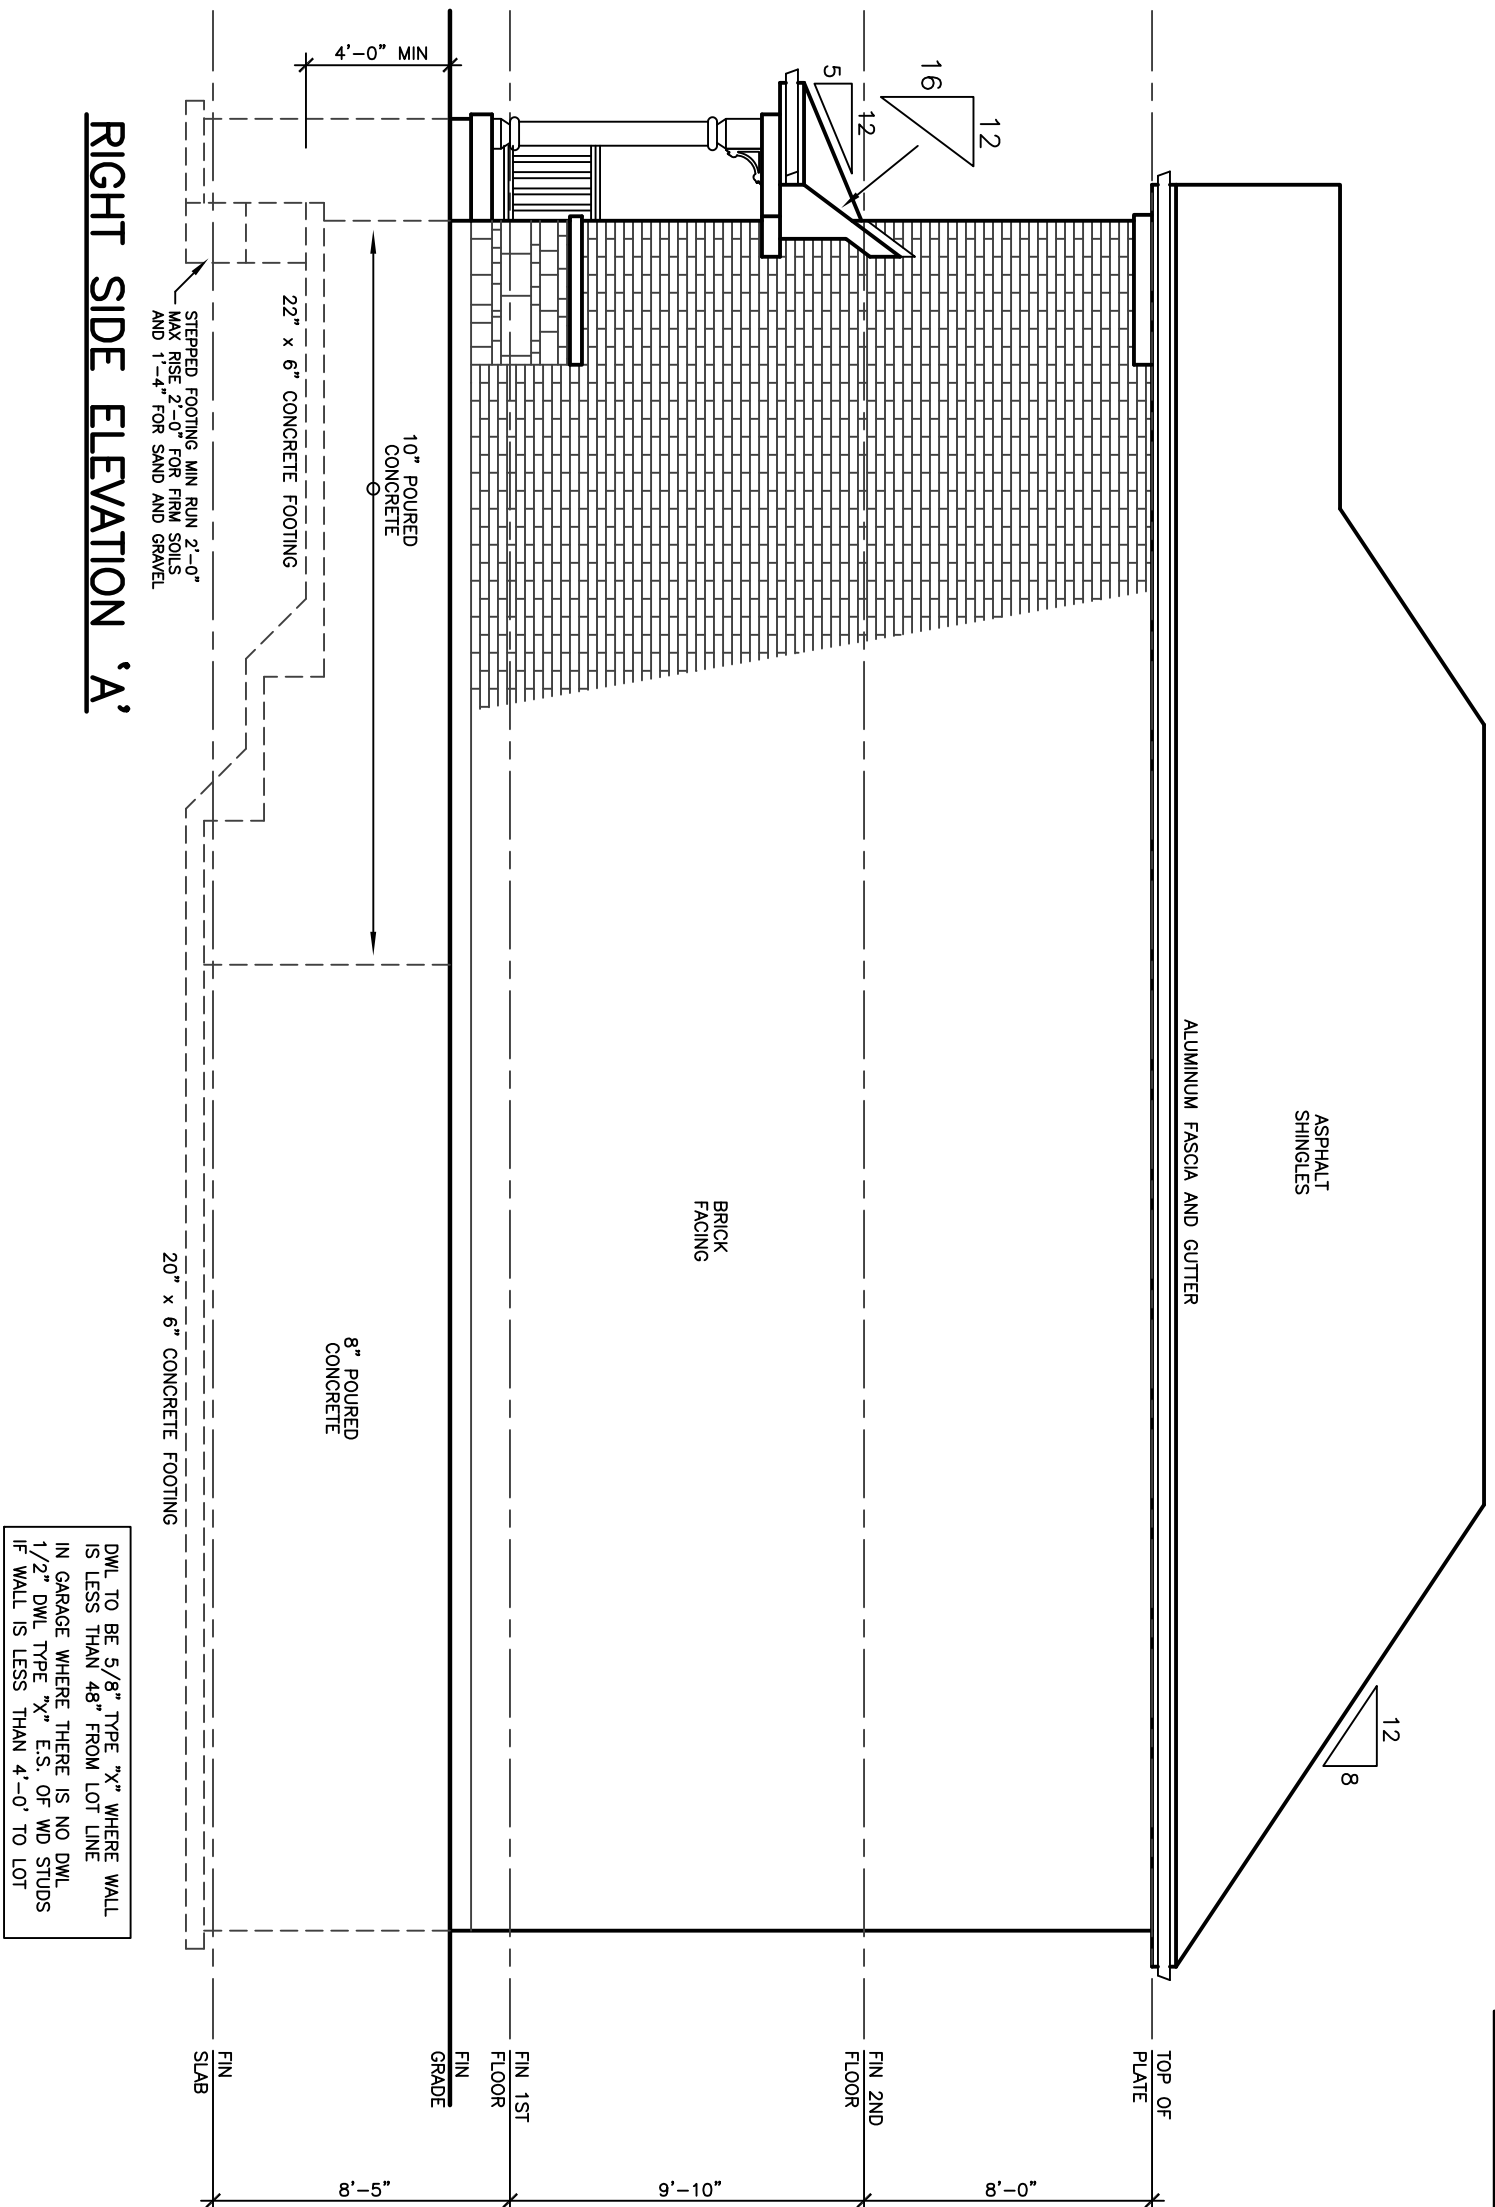 12
8
ASPHALT
SHINGLES
ALUMINUM FASCIA AND GUTTER
TOP OF
PLATE
8'-0"
12
16
12
5
FIN 2ND
FLOOR
BRICK
FACING
9'-10"
FIN 1ST
FLOOR
FIN
GRADE
4'-0" MIN
10" POURED
CONCRETE
8" POURED
CONCRETE
8'-5"
22" x 6" CONCRETE FOOTING
FIN
SLAB
STEPPED FOOTING MIN RUN 2'-0"
MAX RISE 2'-0" FOR FIRM SOILS
AND 1'-4" FOR SAND AND GRAVEL
20" x 6" CONCRETE FOOTING
RIGHT SIDE ELEVATION 'A'
DWL TO BE 5/8" TYPE "X" WHERE WALL
IS LESS THAN 48" FROM LOT LINE
IN GARAGE WHERE THERE IS NO DWL
1/2" DWL TYPE "X" E.S. OF WD STUDS
IF WALL IS LESS THAN 4'-0' TO LOT